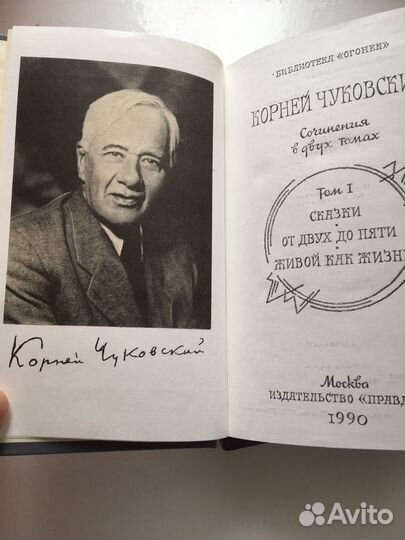 Корней Чуковский
· БИБЛИОТЕКА «ОГОНЕК»
КОРНЕЙ ЧУКОВСКИ
Сочинения
в двух томах
Том I
СКАЗКИ
ОТ ДВУХ ДО ПЯТИ
ЖИВОЙ КАК ЖИЗНЬ
Москва
ИЗДАТЕЛЬСТВО «ПРАВД
1990
Avito